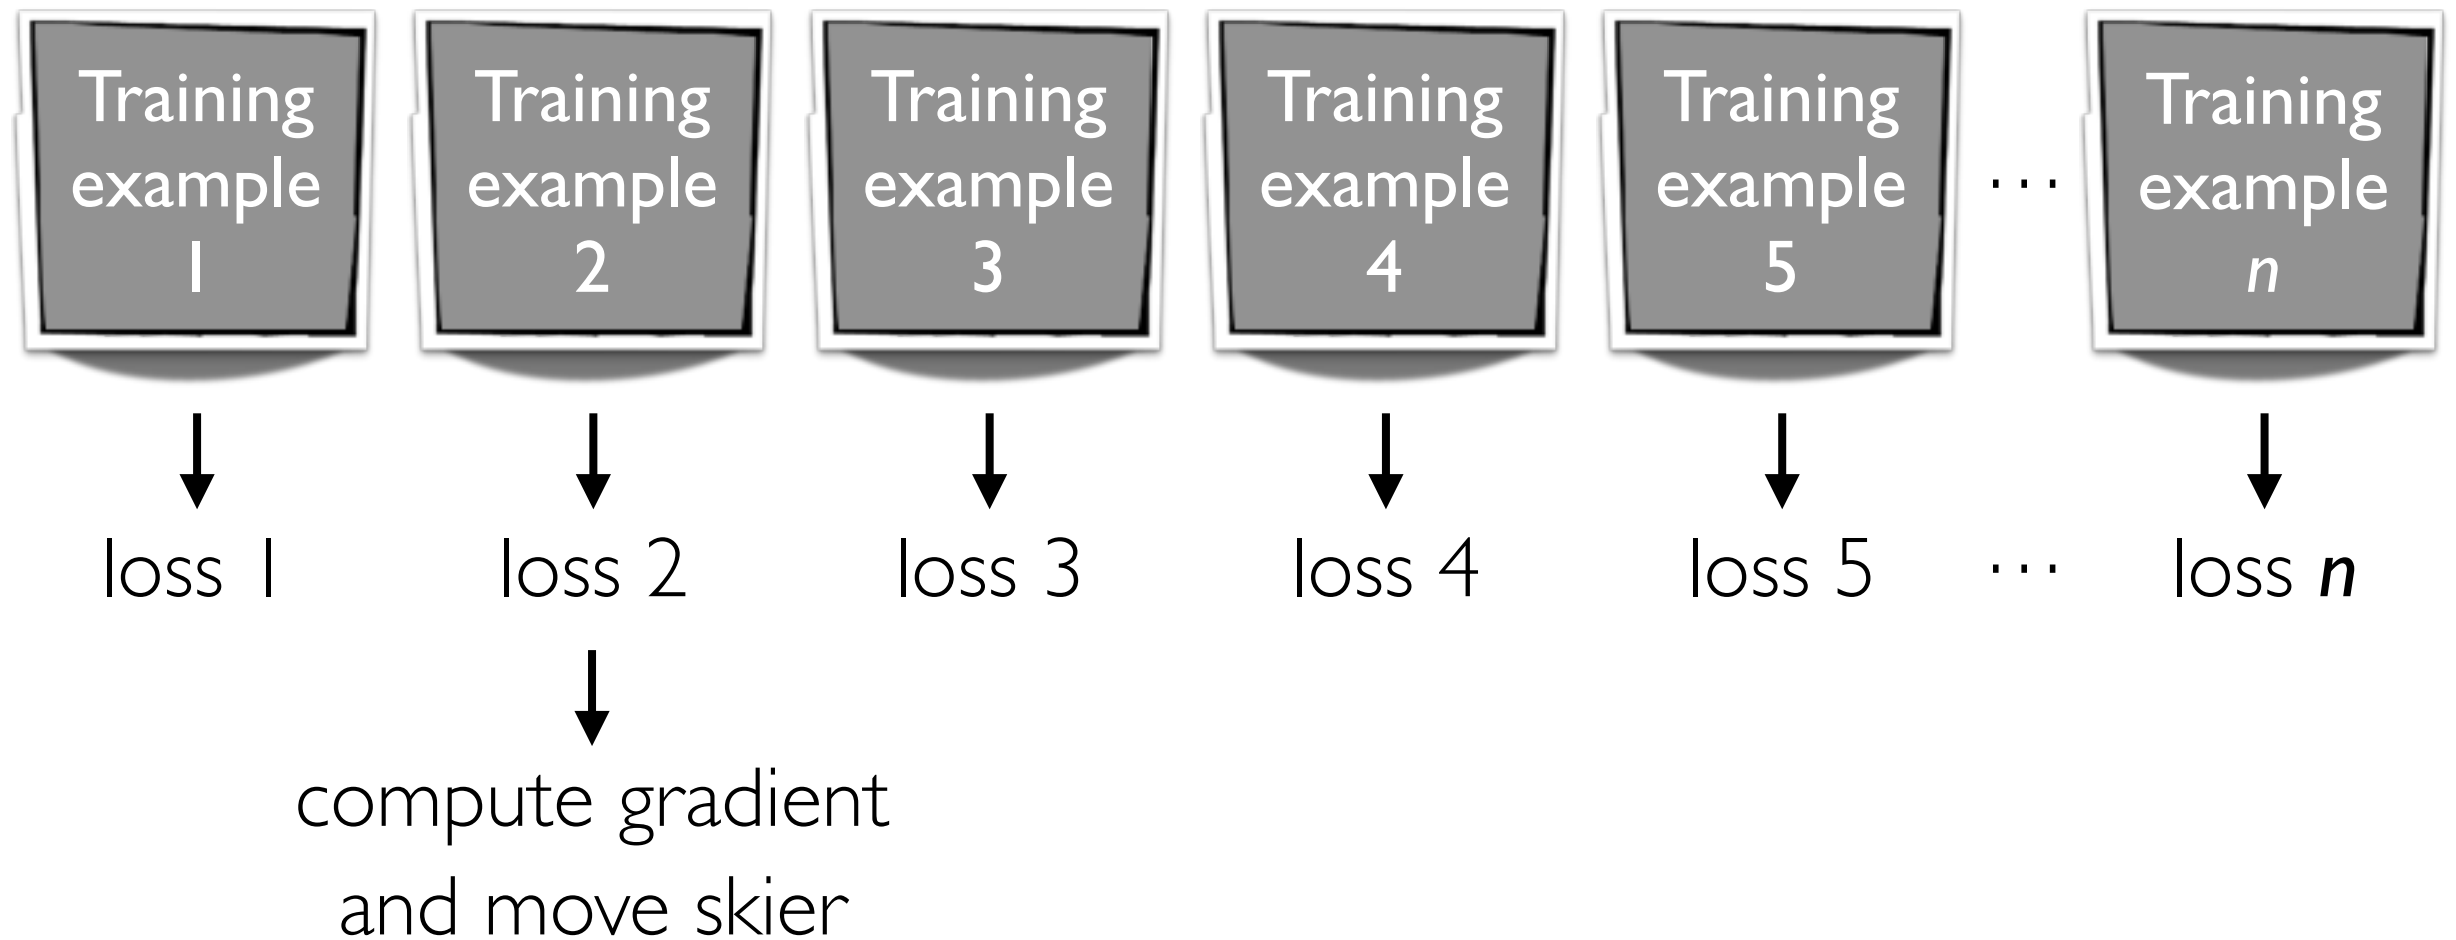 Training
example
1
Training
example
2
Training
example
3
Training
example
4
Training
example
5
...
Training
example
n
loss 1
loss 2
loss 3
loss 4
loss 5
...
loss n
compute gradient
and move skier